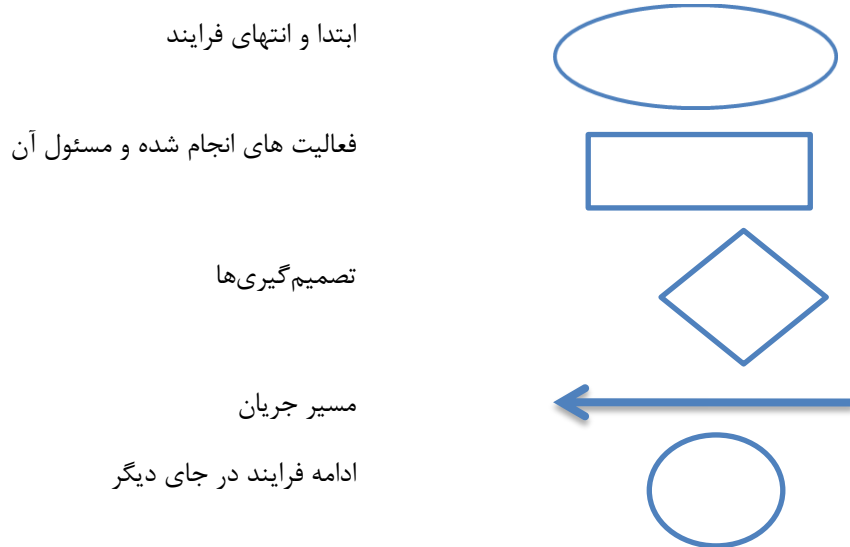 ابتدا و انتهای فرایند
فعالیت های انجام شده و مسئول آن
تصمیم‌گیری‌ها
مسیر جریان
ادامه فرایند در جای دیگر